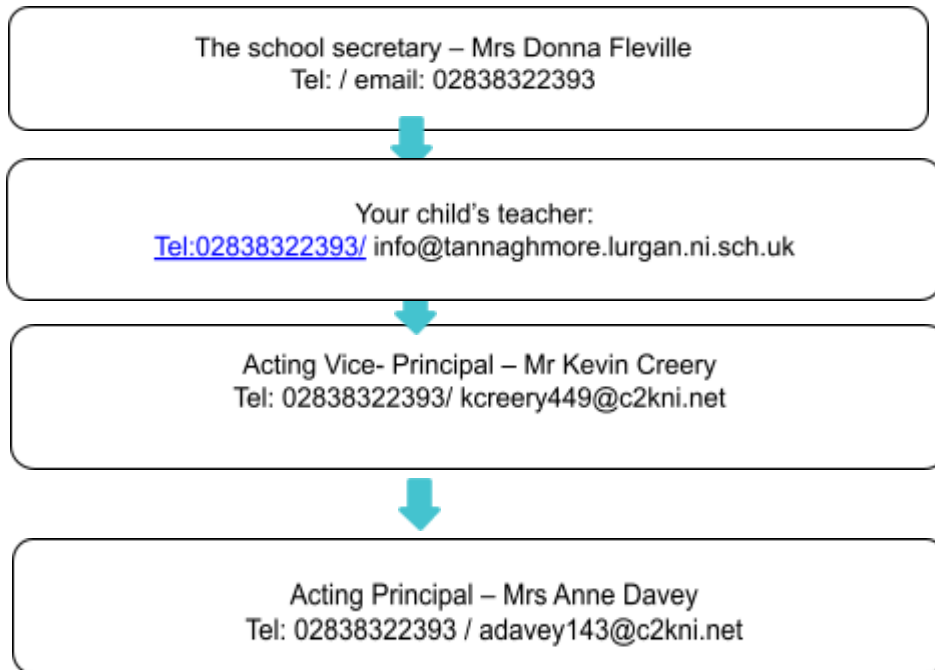 The school secretary – Mrs Donna Fleville
Tel: / email: 02838322393
Your child’s teacher:
Tel:02838322393/ info@tannaghmore.lurgan.ni.sch.uk
Acting Vice- Principal – Mr Kevin Creery
Tel: 02838322393/ kcreery449@c2kni.net
Acting Principal – Mrs Anne Davey
Tel: 02838322393 / adavey143@c2kni.net